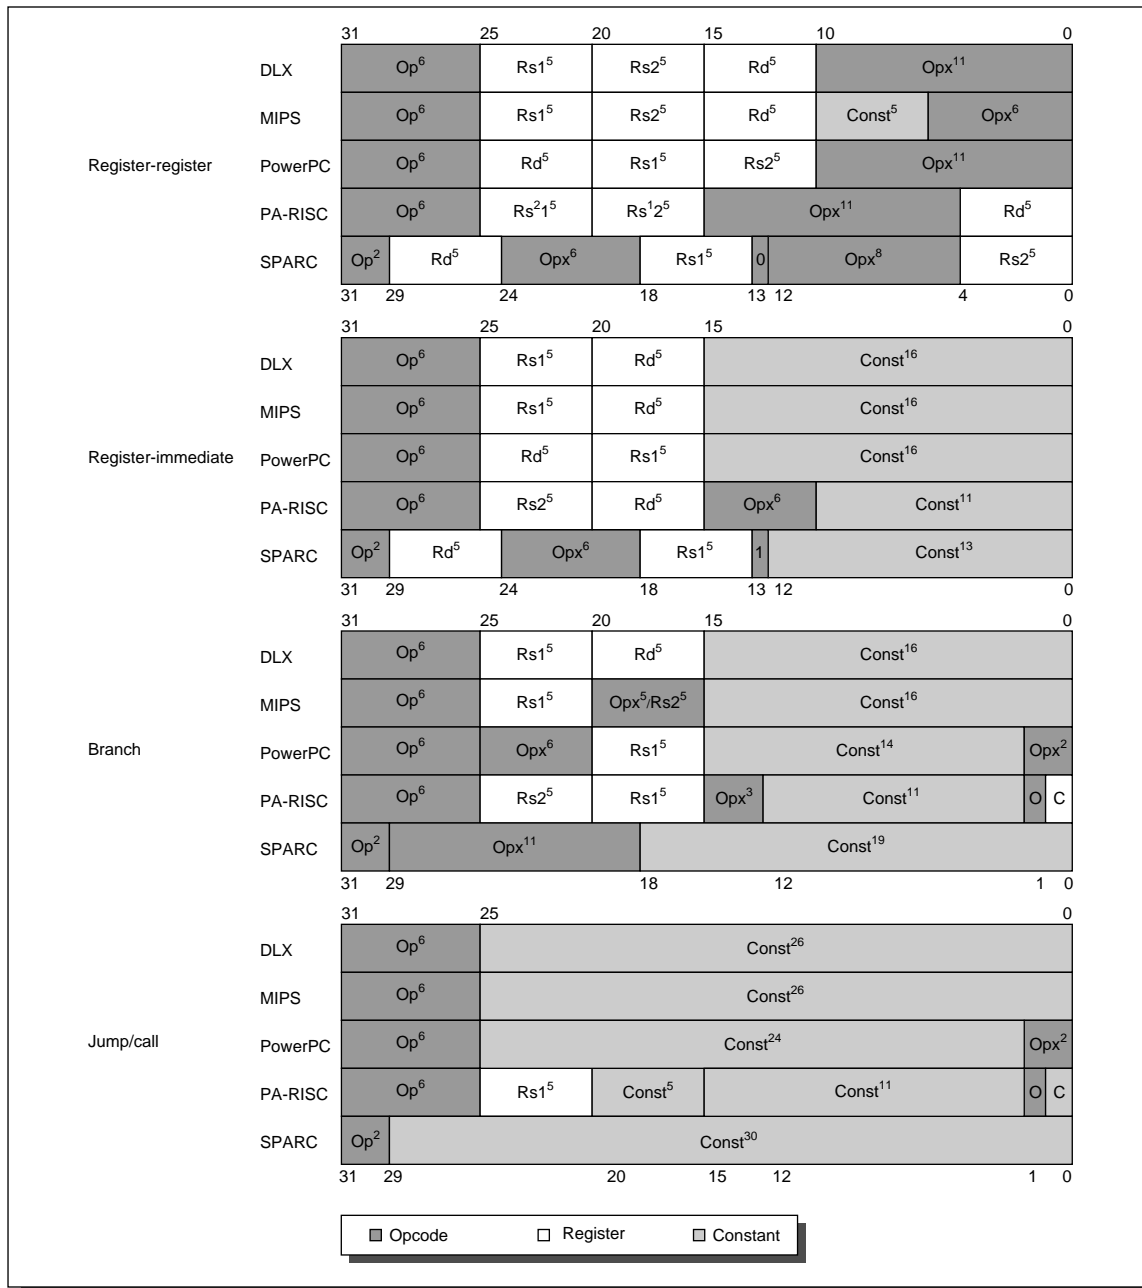 31 25 20 15 10 0
DLX Op⁶ Rs1⁵ Rs2⁵ Rd⁵ Opx¹¹
MIPS Op⁶ Rs1⁵ Rs2⁵ Rd⁵ Const⁵ Opx⁶
Register-register PowerPC Op⁶ Rd⁵ Rs1⁵ Rs2⁵ Opx¹¹
PA-RISC Op⁶ Rs²1⁵ Rs¹2⁵ Opx¹¹ Rd⁵
SPARC Op² Rd⁵ Opx⁶ Rs1�5 0 Opx⁸ Rs2⁵
31 29 24 18 13 12 4 0
31 25 20 15 0
DLX Op⁶ Rs1⁵ Rd⁵ Const¹⁶
MIPS Op⁶ Rs1⁵ Rd⁵ Const¹⁶
Register-immediate PowerPC Op⁶ Rd⁵ Rs1⁵ Const¹⁶
PA-RISC Op⁶ Rs2⁵ Rd⁵ Opx⁶ Const¹¹
SPARC Op² Rd⁵ Opx⁶ Rs1⁵ 1 Const¹³
31 29 24 18 13 12 0
31 25 20 15 0
DLX Op⁶ Rs1⁵ Rd⁵ Const¹⁶
MIPS Op⁶ Rs1⁵ Opx⁵/Rs2⁵ Const¹⁶
Branch PowerPC Op⁶ Opx⁶ Rs1⁵ Const¹⁴ Opx²
PA-RISC Op⁶ Rs2⁵ Rs1⁵ Opx³ Const¹¹ O C
SPARC Op² Opx¹¹ Const¹⁹
31 29 18 12 1 0
31 25 0
DLX Op⁶ Const²⁶
MIPS Op⁶ Const²⁶
Jump/call PowerPC Op⁶ Const²⁴ Opx²
PA-RISC Op⁶ Rs1⁵ Const⁵ Const¹¹ O C
SPARC Op² Const³⁰
31 29 20 15 12 1 0
Opcode Register Constant